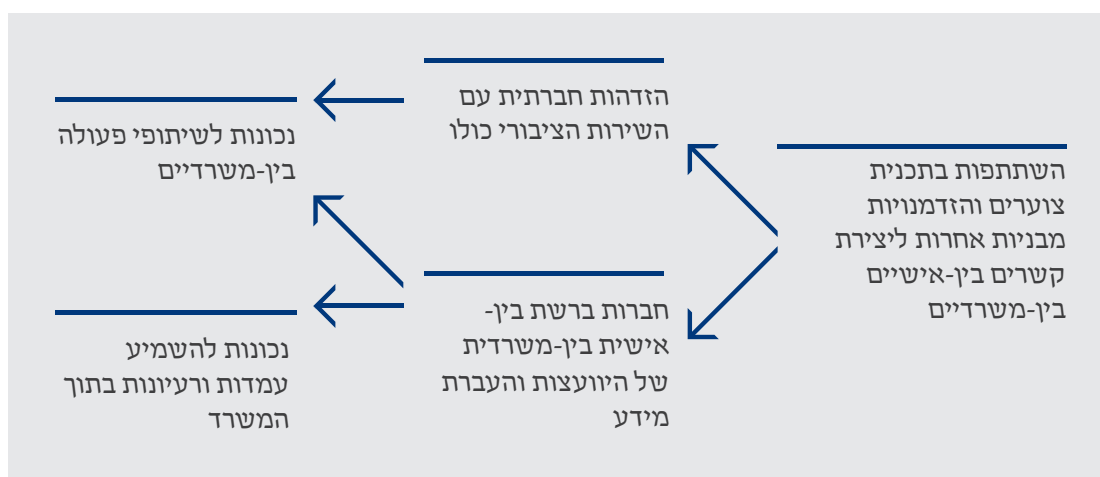 השתתפות בתכנית
צוערים והזדמנויות
מבניות אחרות ליצירת
קשרים בין-אישיים
בין-משרדיים
הזדהות חברתית עם
השירות הציבורי כולו
חברות ברשת בין-
אישית בין-משרדית
של היוועצות והעברת
מידע
נכונות לשיתופי פעולה
בין-משרדיים
נכונות להשמיע
עמדות ורעיונות בתוך
המשרד